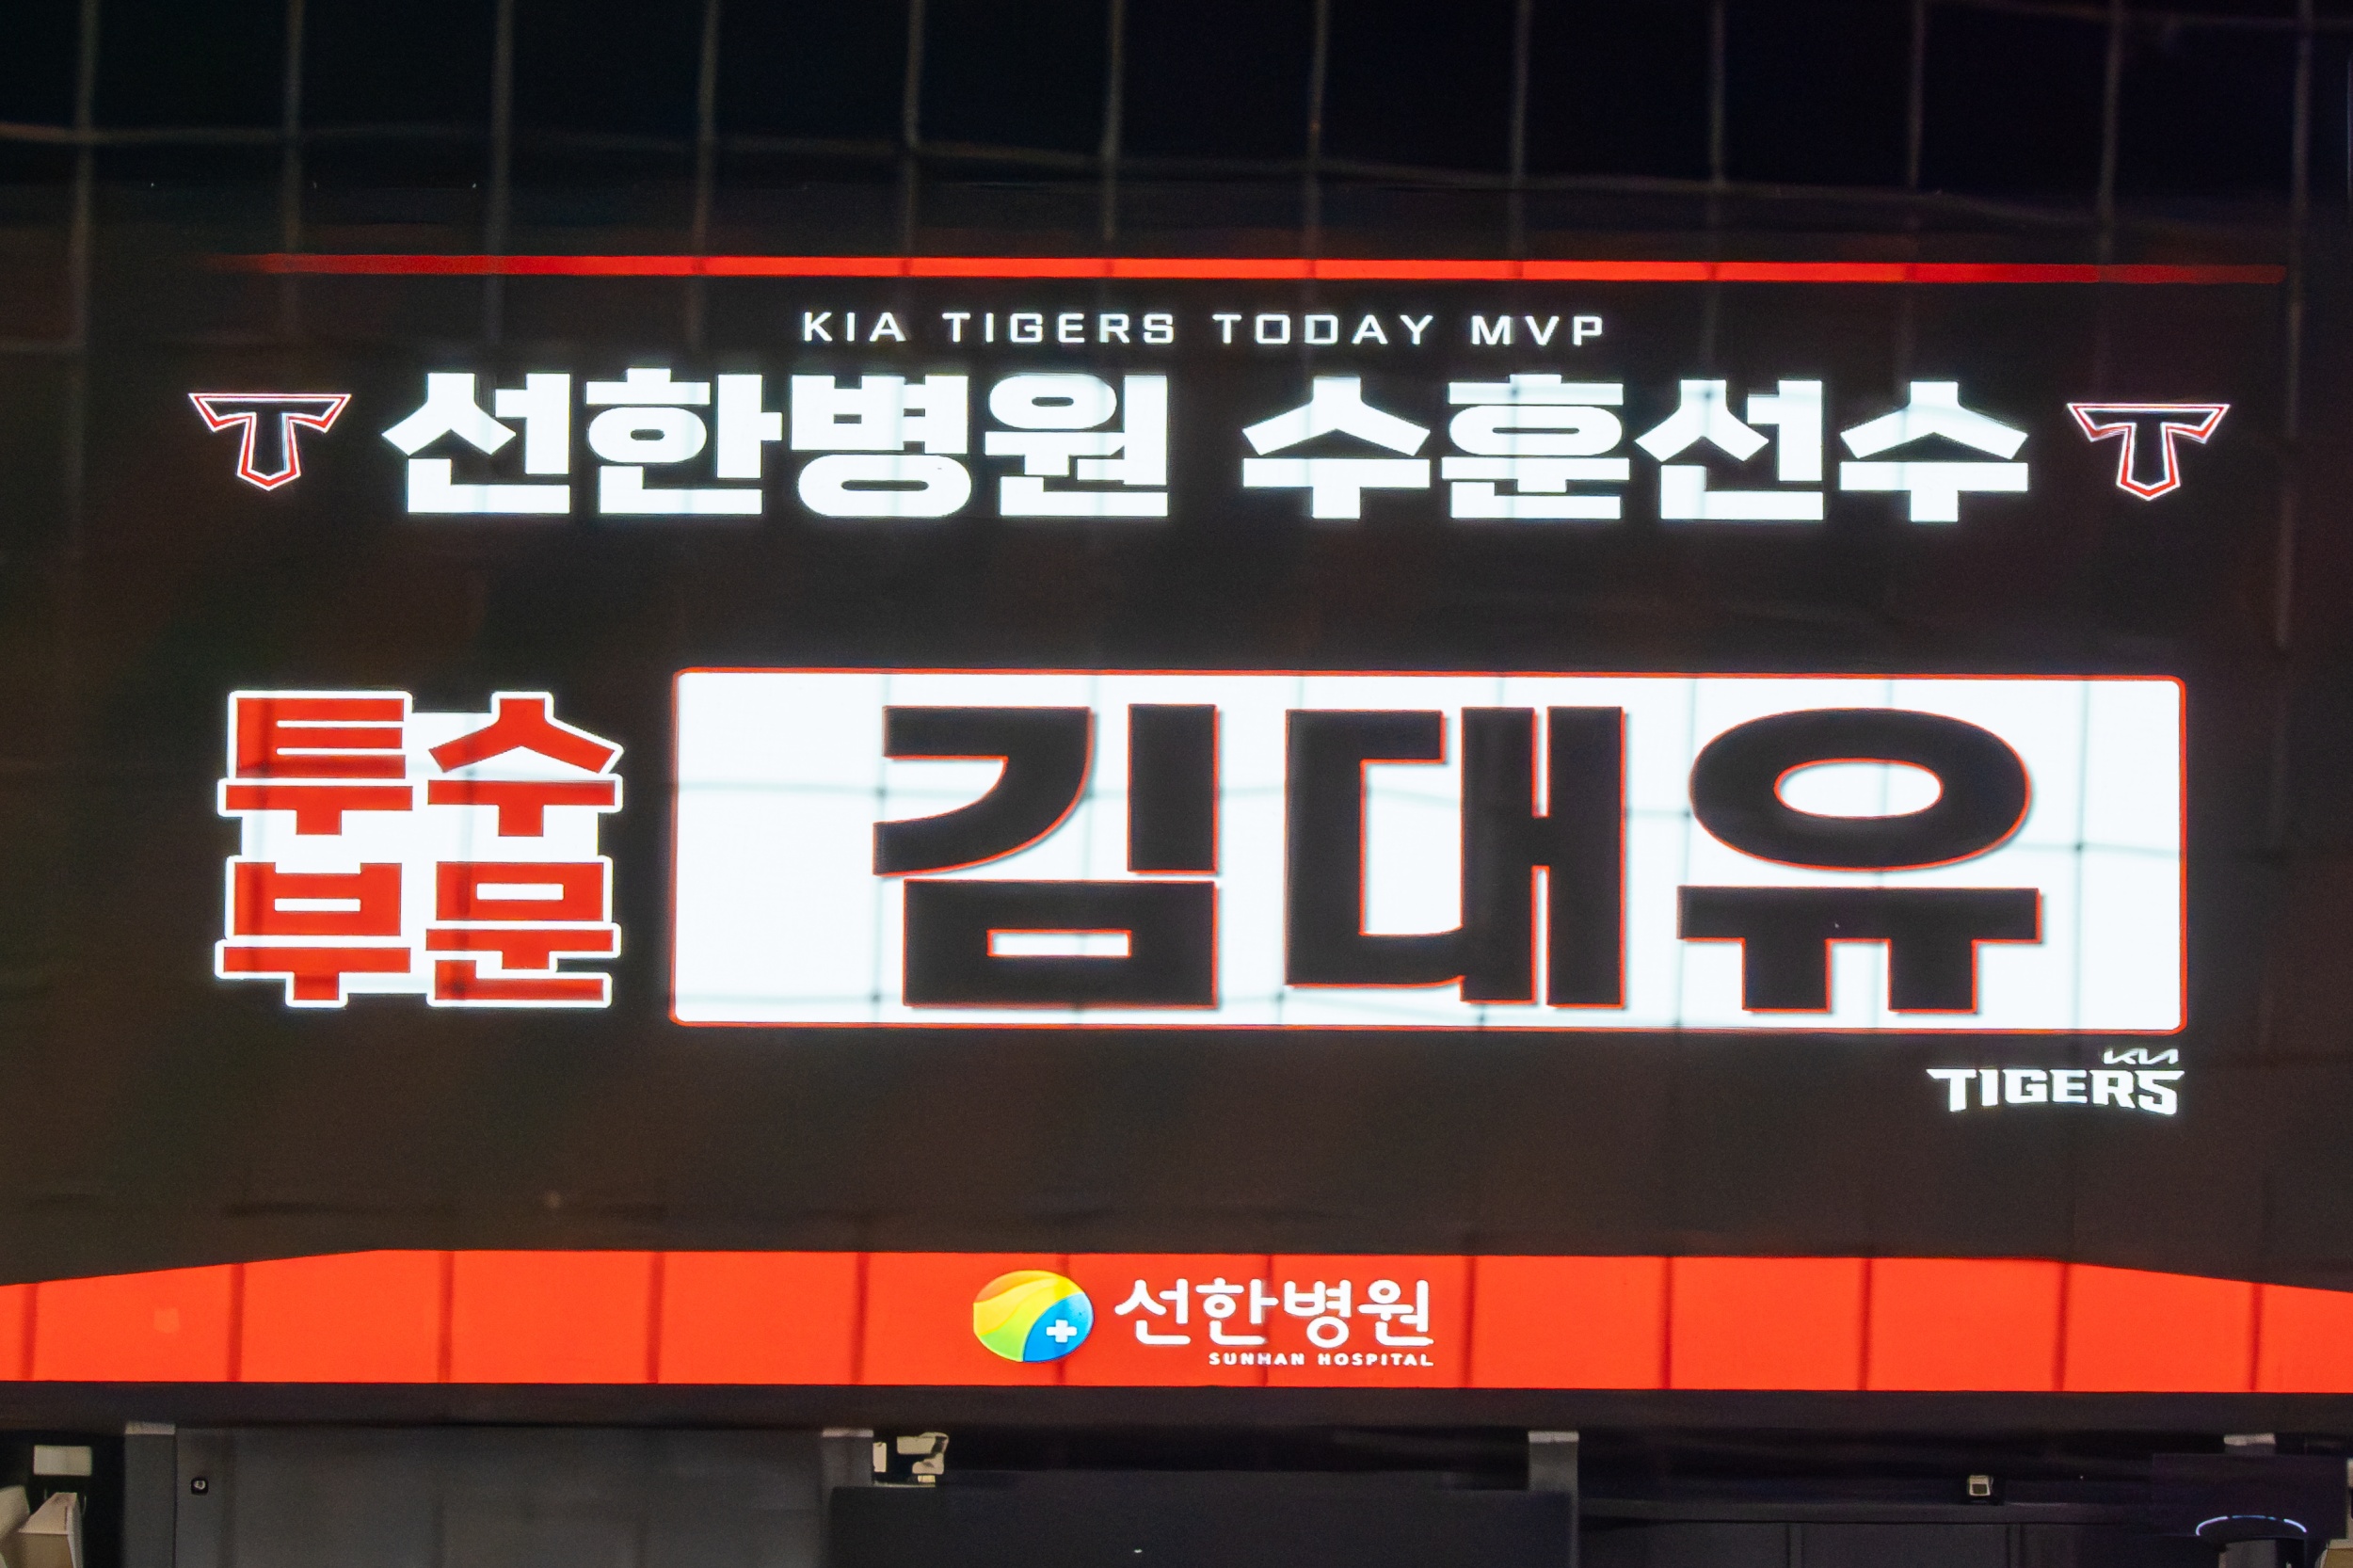 KIA TIGERS TODAY MVP
선한병원 수훈선수
투수
부문
김대유
KIA
TIGERS
선한병원
SUNHAN HOSPITAL